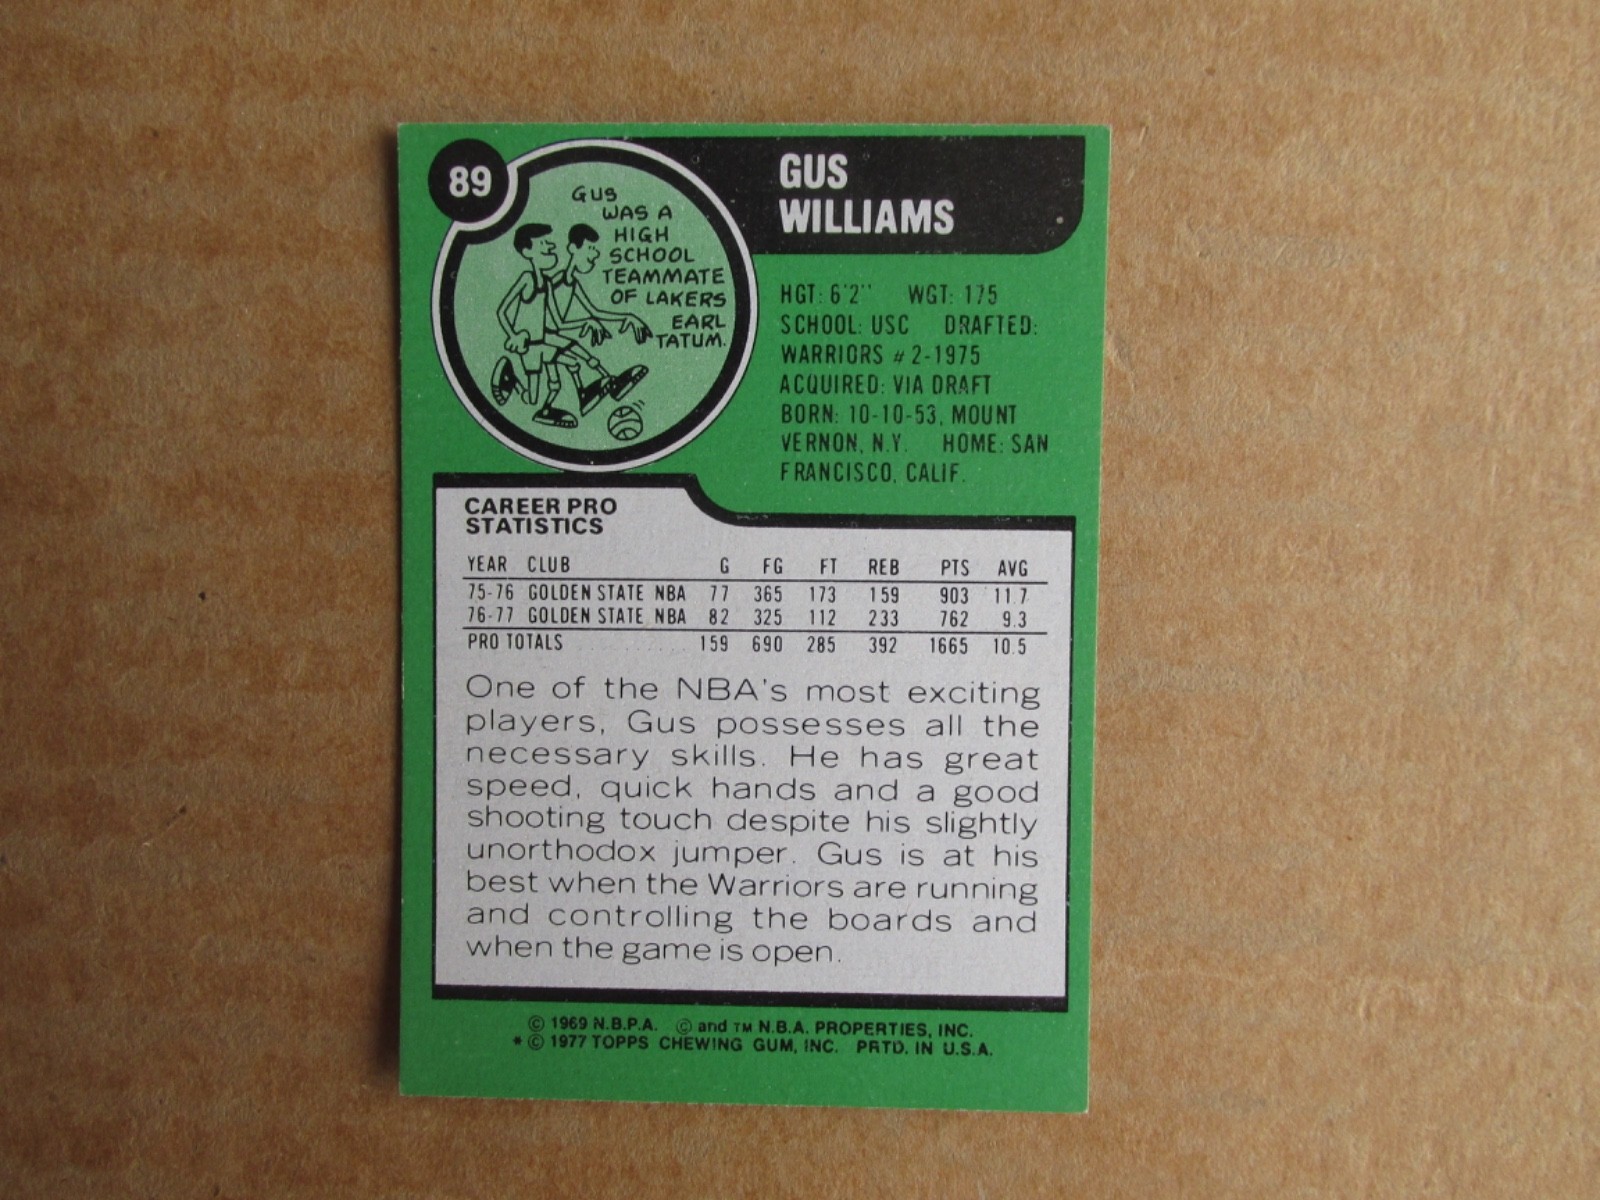 89
GUS
WILLIAMS
GUS
WAS A
HIGH
SCHOOL
TEAMMATE
OF LAKERS
EARL
TATUM.
HGT: 6'2" WGT: 175
SCHOOL: USC DRAFTED:
WARRIORS # 2-1975
ACQUIRED: VIA DRAFT
BORN: 10-10-53, MOUNT
VERNON, N.Y. HOME: SAN
FRANCISCO, CALIF.
CAREER PRO
STATISTICS
YEAR CLUB G FG FT REB PTS AVG
75-76 GOLDEN STATE NBA 77 365 173 159 903 11.7
76-77 GOLDEN STATE NBA 82 325 112 233 762 9.3
PRO TOTALS 159 690 285 392 1665 10.5
One of the NBA's most exciting
players, Gus possesses all the
necessary skills. He has great
speed, quick hands and a good
shooting touch despite his slightly
unorthodox jumper. Gus is at his
best when the Warriors are running
and controlling the boards and
when the game is open.
© 1969 N.B.P.A. © and TM N.B.A. PROPERTIES, INC.
* © 1977 TOPPS CHEWING GUM, INC. PRTD. IN U.S.A.